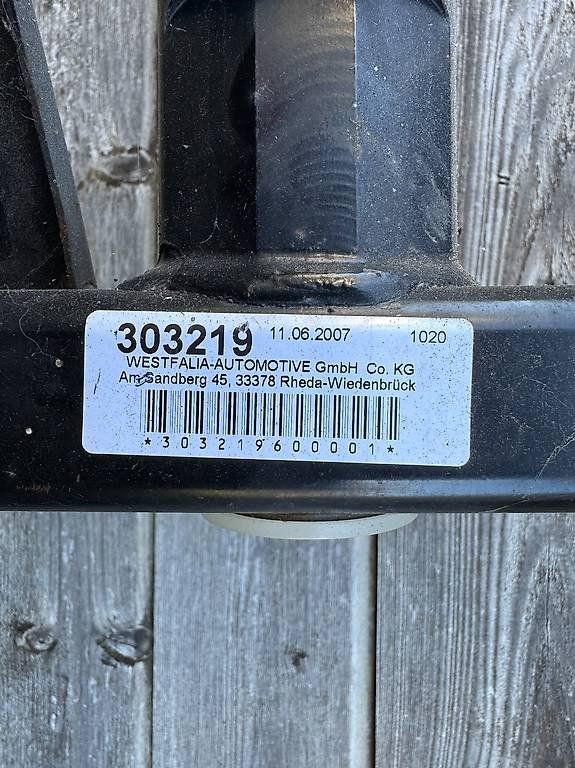 303219 11.06.2007 1020
WESTFALIA-AUTOMOTIVE GmbH Co. KG
Am Sandberg 45, 33378 Rheda-Wiedenbrück
*303219600001*